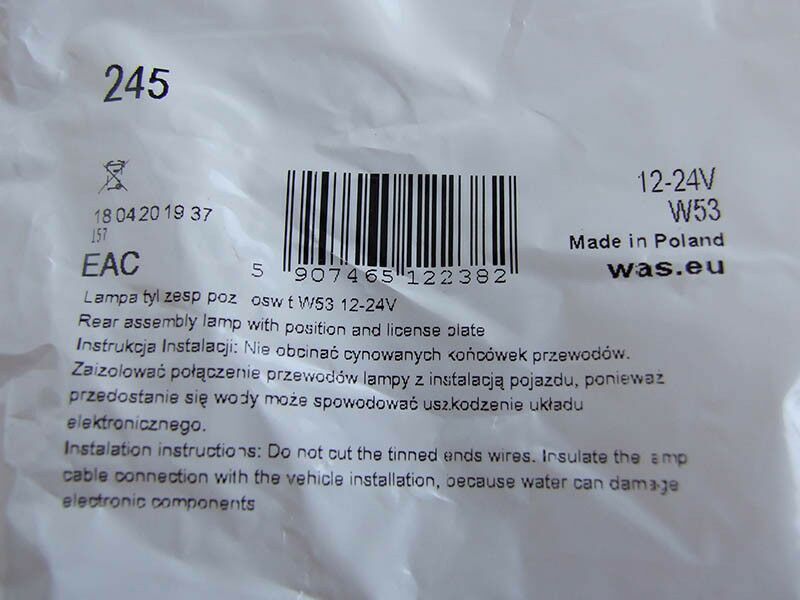 245
18042019 37
157
EAC
5 907465 122382
12-24V
W53
Made in Poland
was.eu
Lampa tyl zesp poz osw t W53 12-24V
Rear assembly lamp with position and license plate
Instrukcja Instalacji: Nie obcinać cynowanych końcówek przewodów.
Zaizolować połączenie przewodów lampy z instalacją pojazdu, ponieważ
przedostanie się wody może spowodować uszkodzenie układu
elektronicznego.
Instalation instructions: Do not cut the tinned ends wires. Insulate the lamp
cable connection with the vehicle installation, because water can damage
electronic components